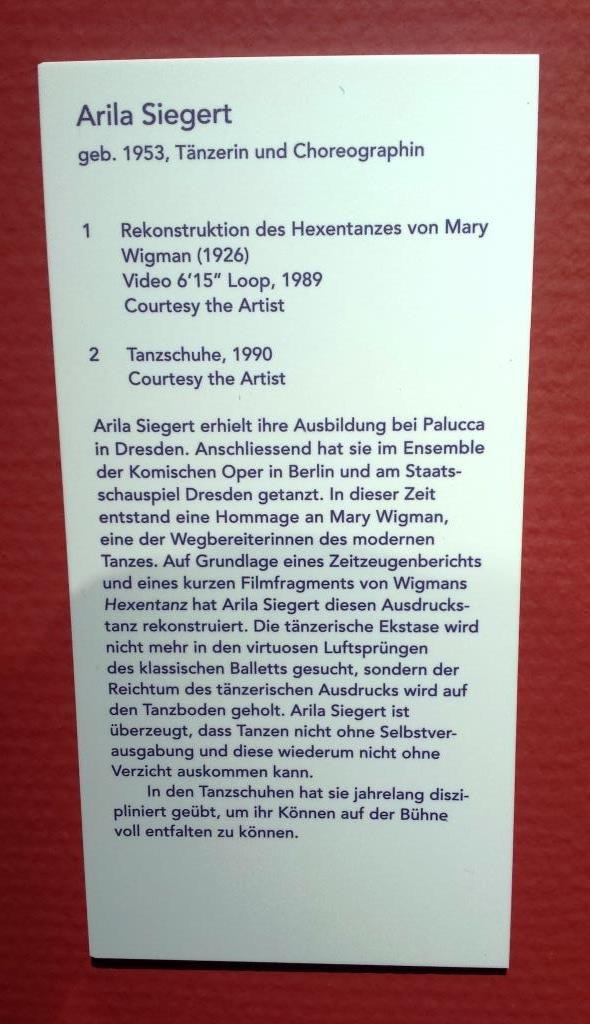 Arila Siegert
geb. 1953, Tänzerin und Choreographin
1 Rekonstruktion des Hexentanzes von Mary
Wigman (1926)
Video 6'15" Loop, 1989
Courtesy the Artist
2 Tanzschuhe, 1990
Courtesy the Artist
Arila Siegert erhielt ihre Ausbildung bei Palucca
in Dresden. Anschliessend hat sie im Ensemble
der Komischen Oper in Berlin und am Staats-
schauspiel Dresden getanzt. In dieser Zeit
entstand eine Hommage an Mary Wigman,
eine der Wegbereiterinnen des modernen
Tanzes. Auf Grundlage eines Zeitzeugenberichts
und eines kurzen Filmfragments von Wigmans
Hexentanz hat Arila Siegert diesen Ausdrucks-
tanz rekonstruiert. Die tänzerische Ekstase wird
nicht mehr in den virtuosen Luftsprüngen
des klassischen Balletts gesucht, sondern der
Reichtum des tänzerischen Ausdrucks wird auf
den Tanzboden geholt. Arila Siegert ist
überzeugt, dass Tanzen nicht ohne Selbstver-
ausgabung und diese wiederum nicht ohne
Verzicht auskommen kann.
In den Tanzschuhen hat sie jahrelang diszi-
pliniert geübt, um ihr Können auf der Bühne
voll entfalten zu können.